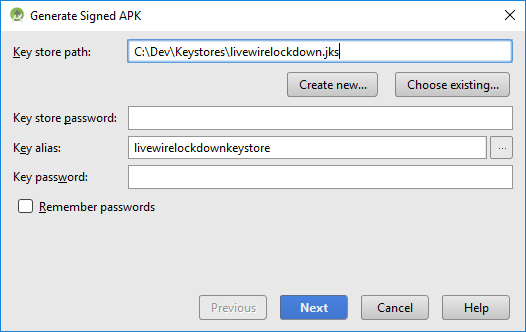 Generate Signed APK
Key store path: C:\Dev\Keystores\livewirelockdown.jks
Create new... Choose existing...
Key store password:
Key alias: livewirelockdownkeystore ...
Key password:
Remember passwords
Previous Next Cancel Help